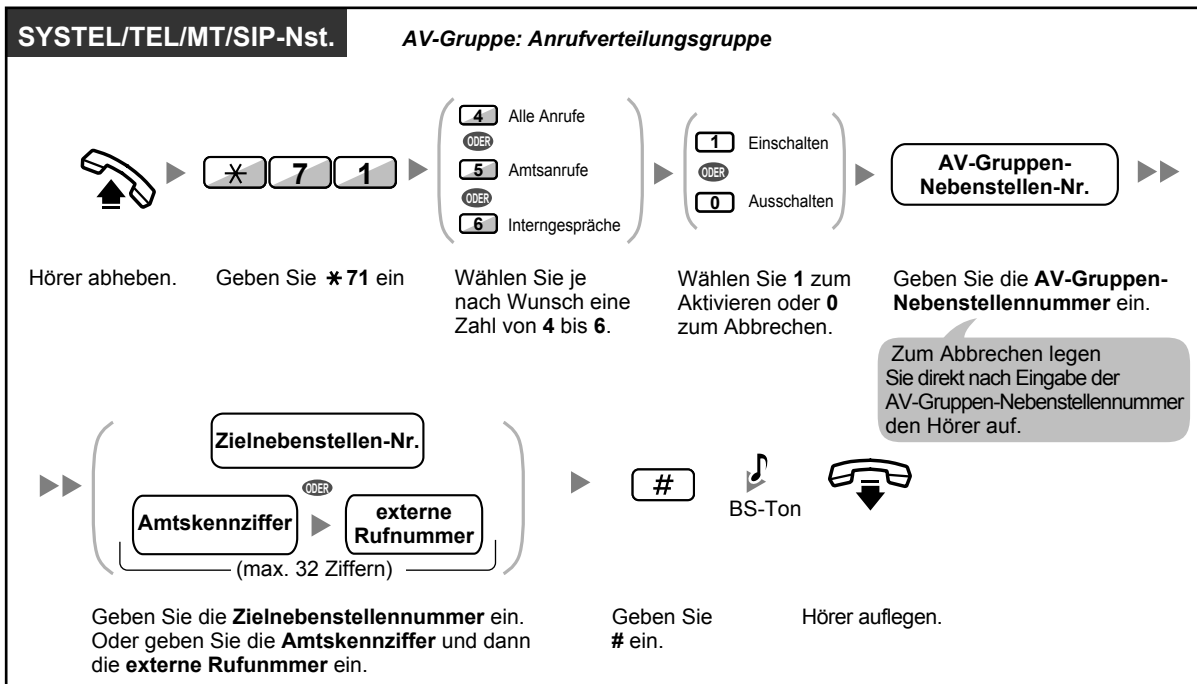 SYSTEL/TEL/MT/SIP-Nst. AV-Gruppe: Anrufverteilungsgruppe
4 Alle Anrufe
ODER
5 Amtsanrufe
ODER
6 Interngespräche
1 Einschalten
ODER
0 Ausschalten
* 7 1
AV-Gruppen-
Nebenstellen-Nr.
Hörer abheben.
Geben Sie * 71 ein
Wählen Sie je
nach Wunsch eine
Zahl von 4 bis 6.
Wählen Sie 1 zum
Aktivieren oder 0
zum Abbrechen.
Geben Sie die AV-Gruppen-
Nebenstellennummer ein.
Zum Abbrechen legen
Sie direkt nach Eingabe der
AV-Gruppen-Nebenstellennummer
den Hörer auf.
Zielnebenstellen-Nr.
ODER
Amtskennziffer
externe
Rufnummer
(max. 32 Ziffern)
#
BS-Ton
Geben Sie die Zielnebenstellennummer ein.
Oder geben Sie die Amtskennziffer und dann
die externe Rufunmmer ein.
Geben Sie
# ein.
Hörer auflegen.